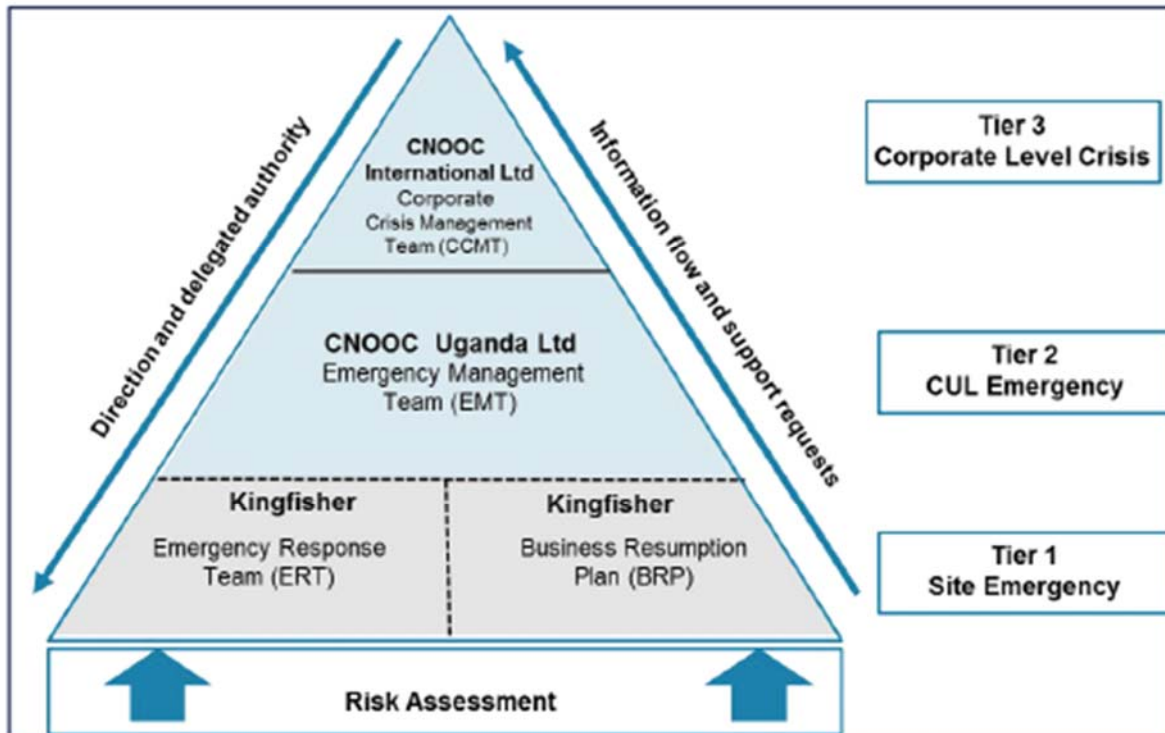 Direction and delegated authority
Information flow and support requests
CNOOC
International Ltd
Corporate
Crisis Management
Team (CCMT)
Tier 3
Corporate Level Crisis
CNOOC Uganda Ltd
Emergency Management
Team (EMT)
Tier 2
CUL Emergency
Kingfisher
Emergency Response
Team (ERT)
Kingfisher
Business Resumption
Plan (BRP)
Tier 1
Site Emergency
Risk Assessment